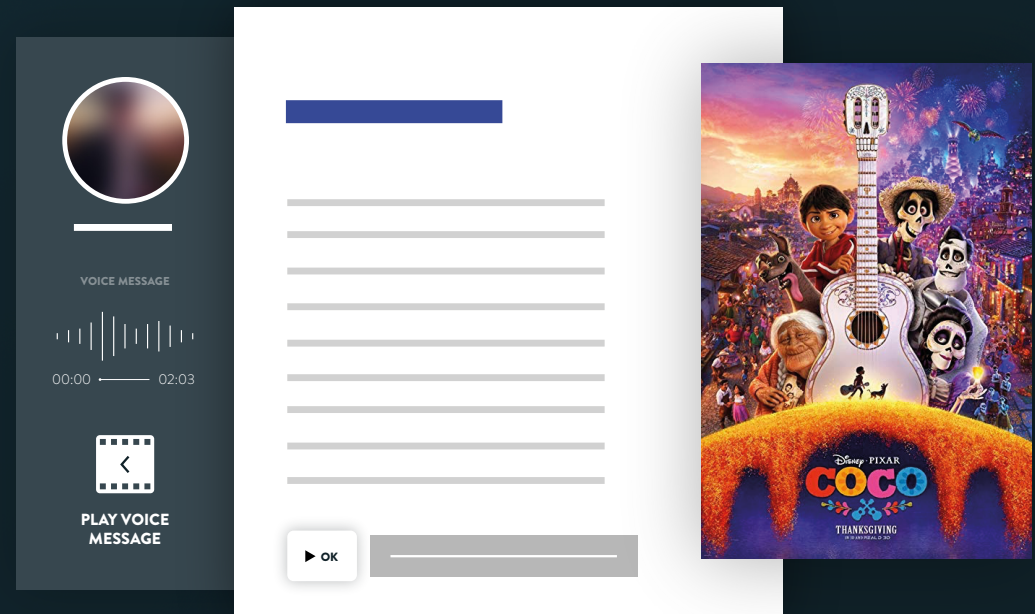 VOICE MESSAGE
00:00 02:03
PLAY VOICE
MESSAGE
OK
Disney · PIXAR
COCO
THANKSGIVING